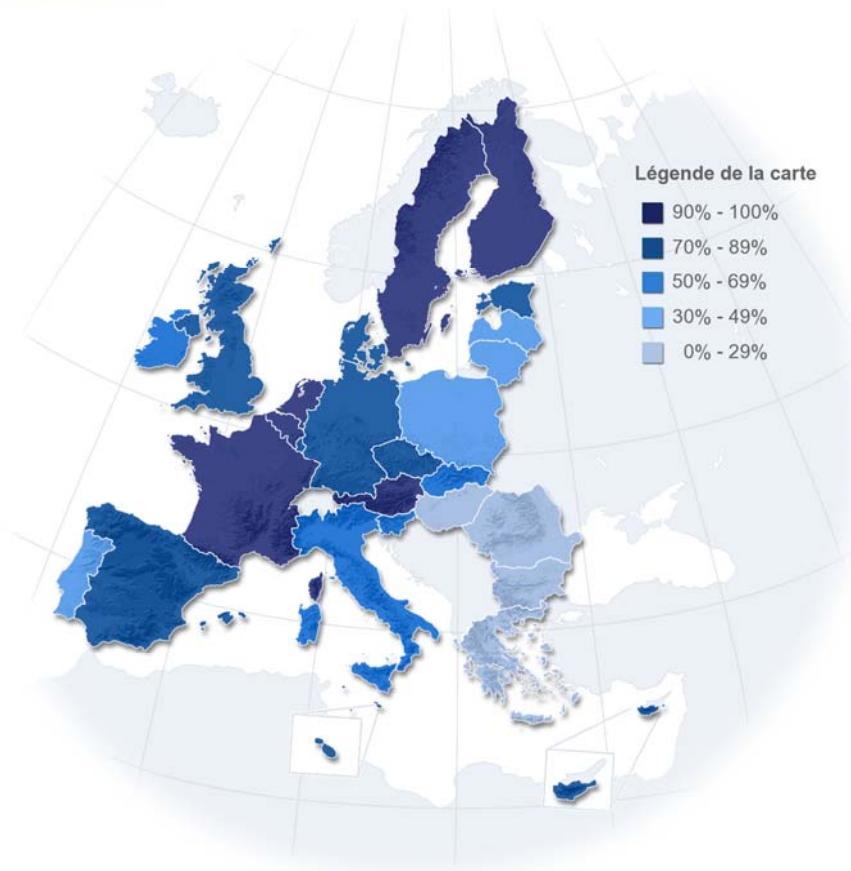 Légende de la carte
90% - 100%
70% - 89%
50% - 69%
30% - 49%
0% - 29%